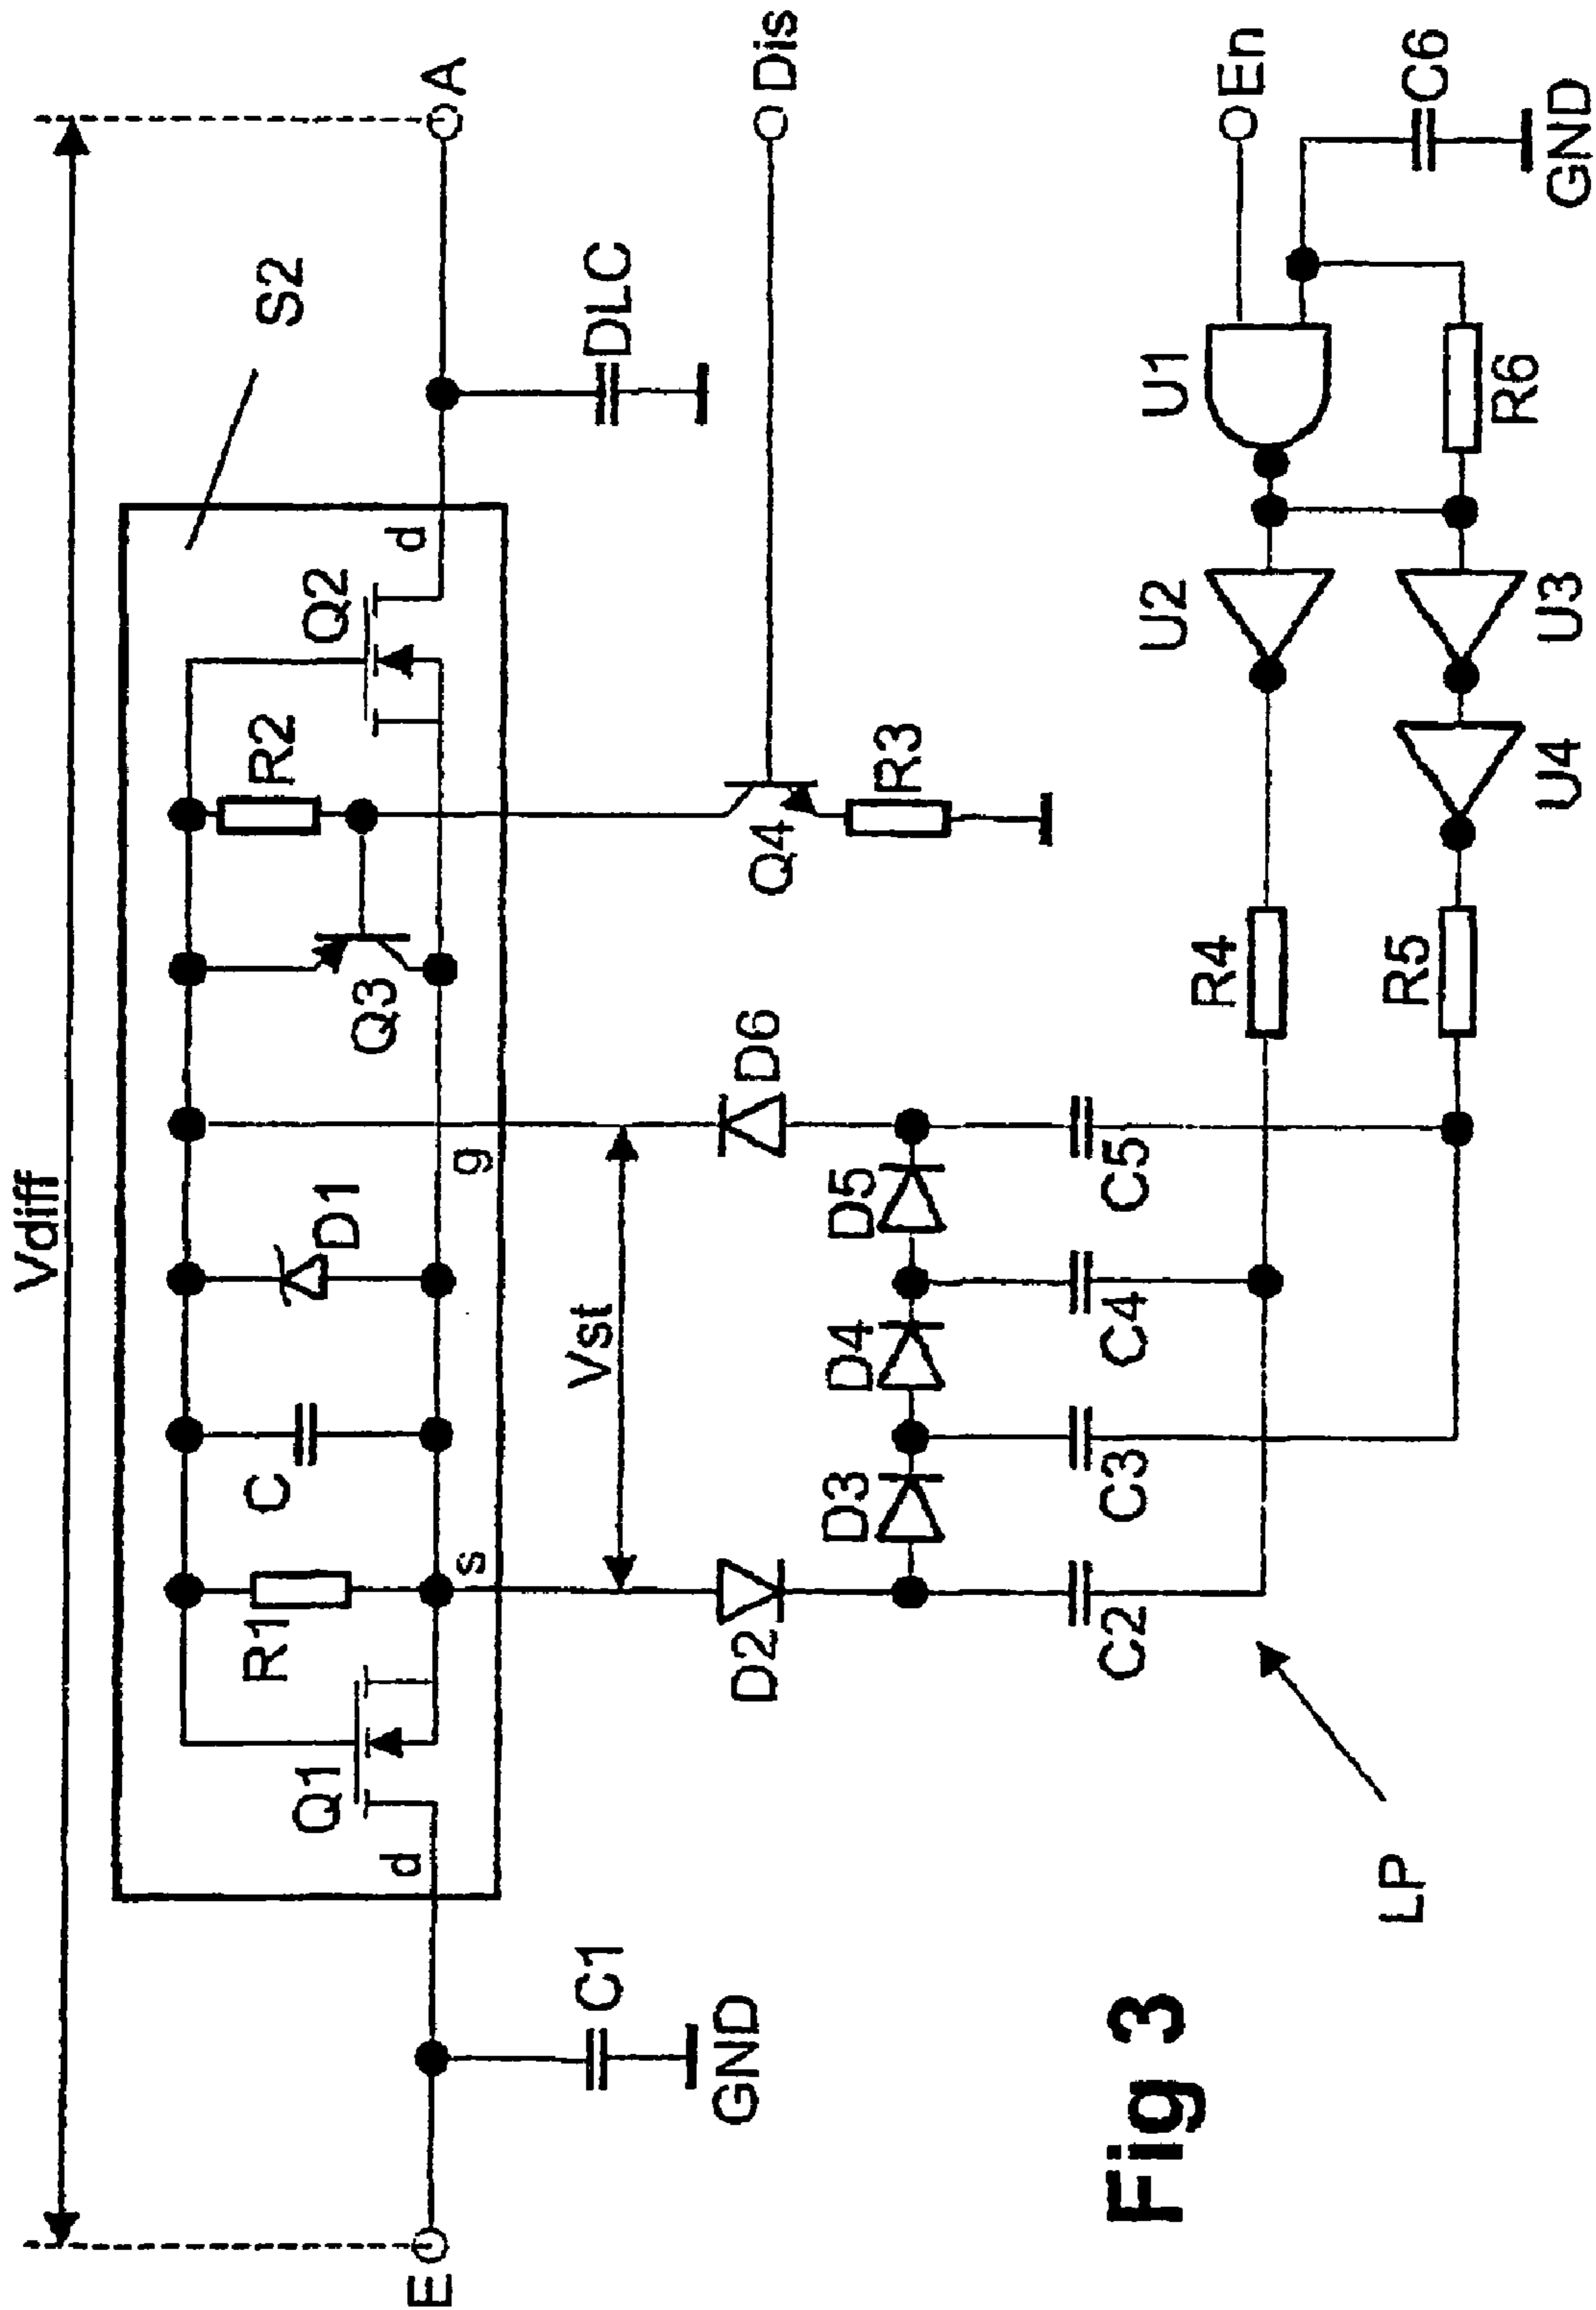 Vdiff
S2
Q1
d
R1
s
C
D1
g
Q3
R2
Q2
d
E
A
C1
GND
DLC
Vst
Dis
D2
D6
Q4
R3
D3
D4
D5
C2
C3
C4
C5
R4
R5
U2
U1
En
U4
U3
R6
C6
GND
LP
Fig 3